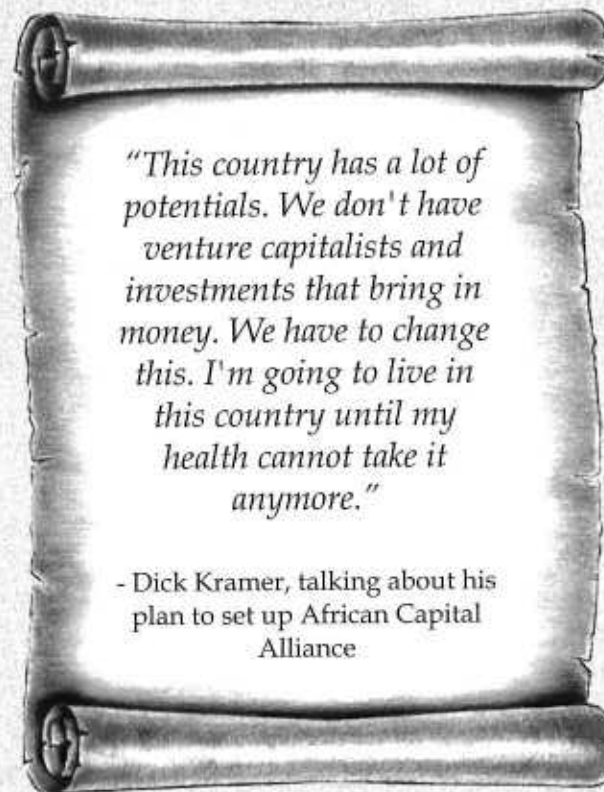 "This country has a lot of
potentials. We don't have
venture capitalists and
investments that bring in
money. We have to change
this. I'm going to live in
this country until my
health cannot take it
anymore."
- Dick Kramer, talking about his
plan to set up African Capital
Alliance